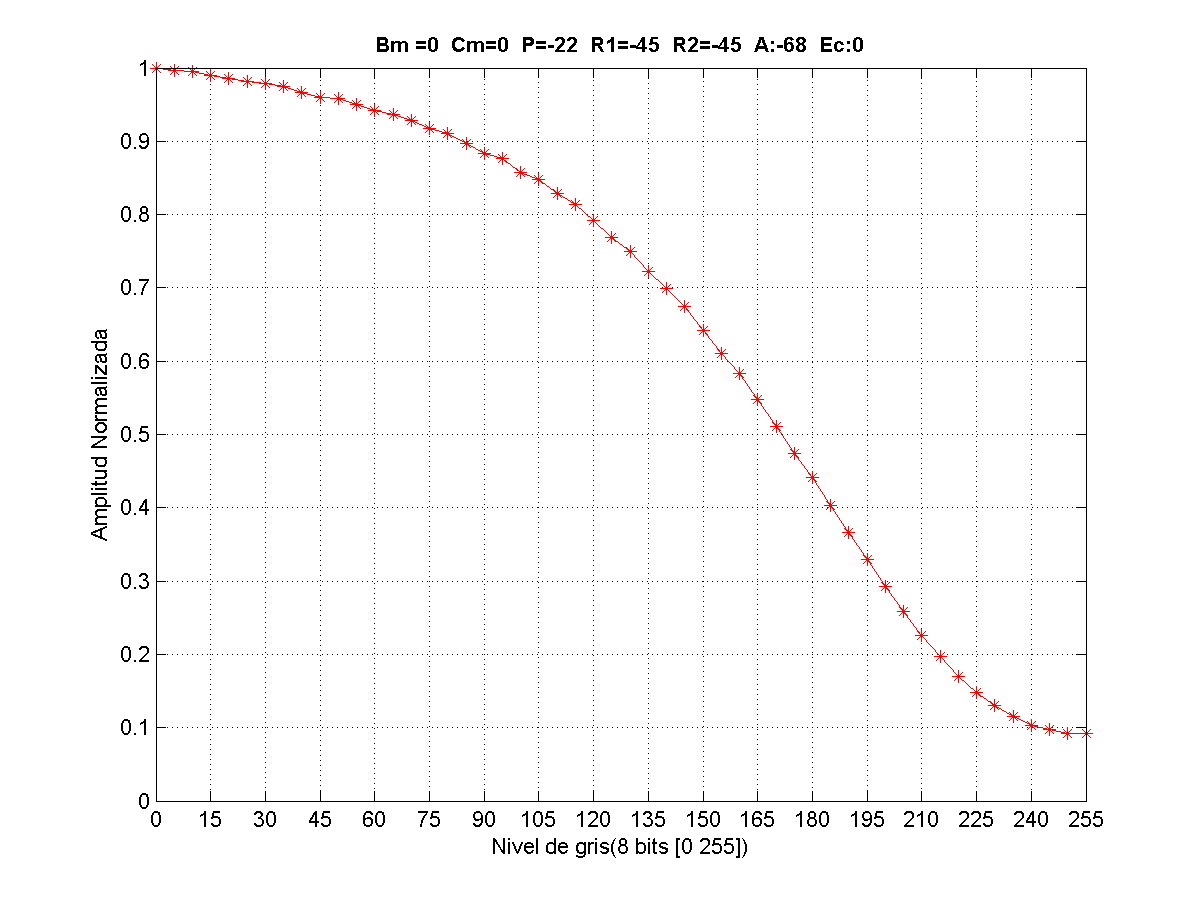 Bm =0 Cm=0 P=-22 R1=-45 R2=-45 A:-68 Ec:0
1
0.9
0.8
0.7
0.6
0.5
0.4
0.3
0.2
0.1
0
Amplitud Normalizada
0 15 30 45 60 75 90 105 120 135 150 165 180 195 210 225 240 255
Nivel de gris(8 bits [0 255])